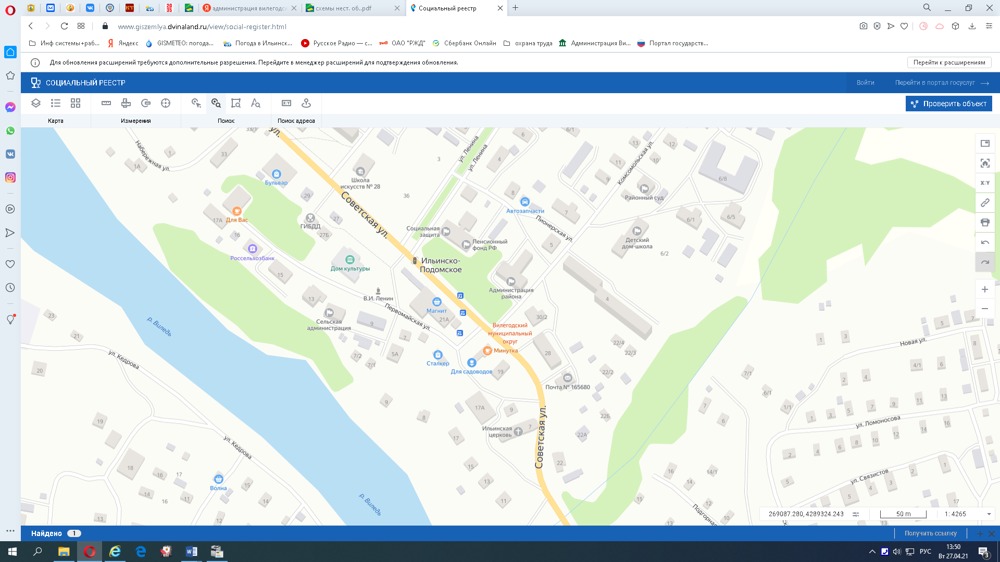 администрация вилегодс
схемы нест. об..pdf
Социальный реестр
www.giszemlya.dvinaland.ru/view/social-register.html
Инф системы+раб...
Яндекс
GISMETEO: погода...
Погода в Ильинск...
Русское Радио — с...
ОАО "РЖД"
Сбербанк Онлайн
охрана труда
Администрация Ви...
Портал государств...
Для обновления расширений требуются дополнительные разрешения. Перейдите в менеджер расширений для подтверждения обновления.
Перейти к расширениям
СОЦИАЛЬНЫЙ РЕЕСТР
Войти
Перейти в портал госуслуг
Проверить объект
Карта
Измерения
Поиск
Поиск адреса
X:Y
33/1
ул.
Набережная ул.
1
1А
33
Бульвар
Школа
искусств № 28
3
ул. Ленина
ул. Ленина
6
4
6/1
13
12
11
10
9
Комсомольская ул.
6/8
29
36
Советская ул.
8
Автозапчасти
7
Районный суд
6/1
6/5
17А
Для Вас
ГИБДД
27
27Б
16
Россельхозбанк
Социальная
защита
Пенсионный
фонд РФ
Пионерская ул.
5
Детский
дом-школа
6/2
15
Дом культуры
Ильинско-
Подомское
Администрация
района
4
13
В.И. Ленин
Первомайская ул.
Магнит
21А
Сельская
администрация
9
30/2
Вилегодский
муниципальный
округ
Минутка
23
21
р. Виледь
ул. Кедрова
20
7
7/2
7/1
5А
Сталкер
Для садоводов
19
28
22/4
22/3
22/2
Почта № 165680
1
3
5
7
Новая ул.
8
4/1
6
2
4
7/1
6/1
9
8
17А
9
Ильинская
церковь
7
17
Советская ул.
22Б
22А
22
7
6
1/1
1
3
5
7
9
11
13
ул. Ломоносова
2
4
6
8
10
12
14
16
19
ул. Кедрова
18
16
17
14
16
11
15
14
12
13
Волна
р. Виледь
15
13
11
16
14
14/1
15
12
10
13
Подгорная
ул. Связистов
5
5
4
3
2
1
17
269087.280, 4289324.243
50 m
1: 4265
Найдено 1
Получить ссылку
РУС
13:50
Вт 27.04.21
3